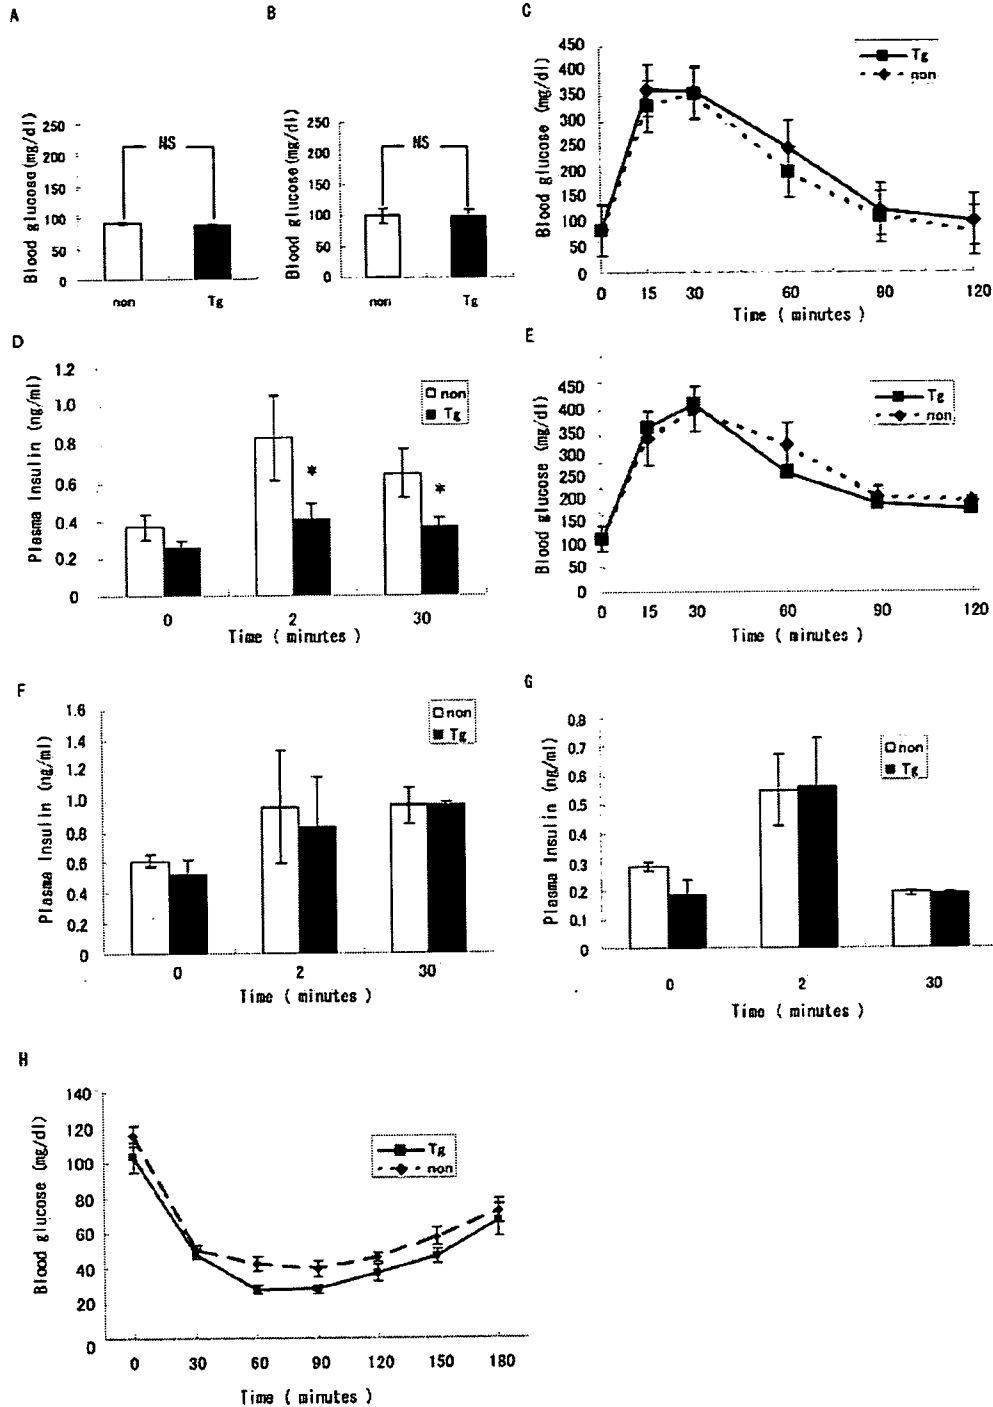 A
Blood glucose(mg/dl)
250
200
150
100
50
0
NS
non Tg
B
Blood glucose(mg/dl)
250
200
150
100
50
0
NS
non Tg
C
Blood glucose (mg/dl)
450
400
350
300
250
200
150
100
50
0
Tg
non
0 15 30 60 90 120
Time ( minutes )
D
Plasma Insulin (ng/ml)
1.2
1.0
0.8
0.6
0.4
0.2
0
non
Tg
*
*
0 2 30
Time ( minutes )
E
Blood glucose (mg/dl)
450
400
350
300
250
200
150
100
50
0
Tg
non
0 15 30 60 90 120
Time ( minutes )
F
Plasma Insulin (ng/ml)
1.6
1.4
1.2
1.0
0.8
0.6
0.4
0.2
0
non
Tg
0 2 30
Time ( minutes )
G
Plasma Insulin (ng/ml)
0.8
0.7
0.6
0.5
0.4
0.3
0.2
0.1
0
non
Tg
0 2 30
Time ( minutes )
H
Blood glucose (mg/dl)
140
120
100
80
60
40
20
0
Tg
non
0 30 60 90 120 150 180
Time ( minutes )